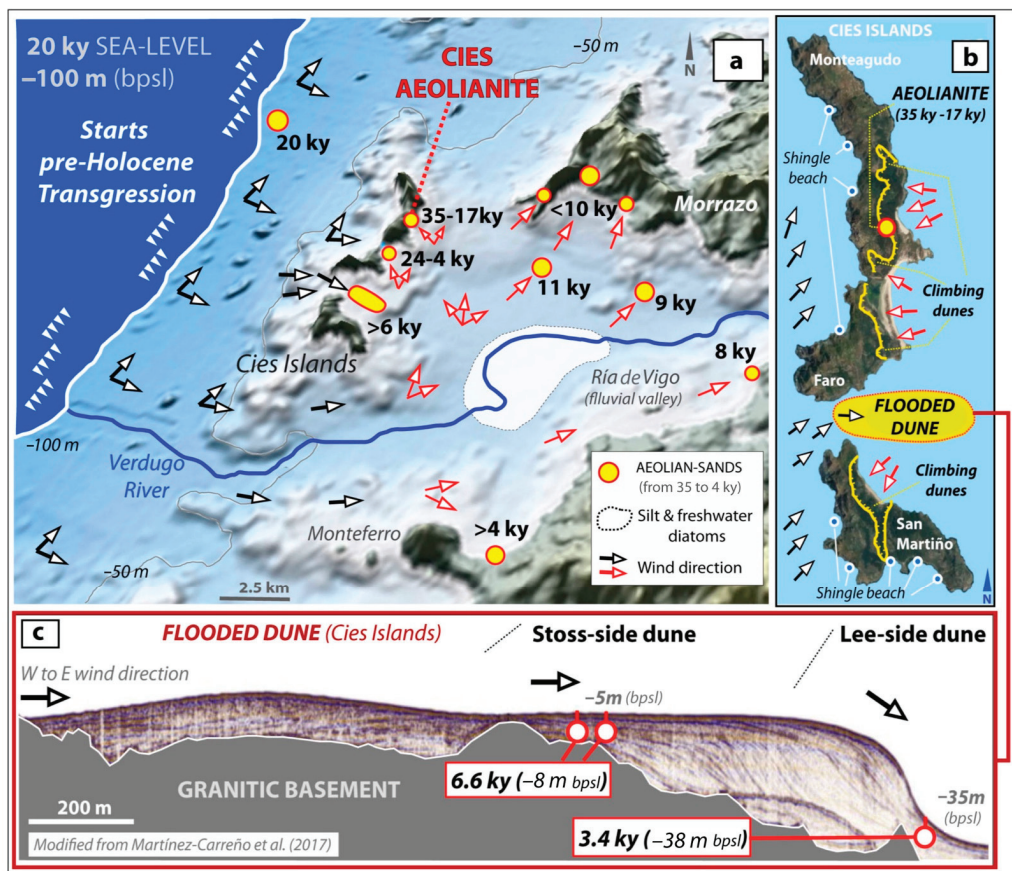 20 ky SEA-LEVEL
–100 m (bpsl)
Starts
pre-Holocene
Transgression
20 ky
–50 m
N
a
CIES
AEOLIANITE
35-17ky
24-4 ky
>6 ky
<10 ky
Morrazo
11 ky
9 ky
8 ky
Cies Islands
Ría de Vigo
(flluvial valley)
–100 m
Verdugo
River
Monteferro
>4 ky
–50 m
2.5 km
AEOLIAN-SANDS
(from 35 to 4 ky)
Silt & freshwater
diatoms
Wind direction
CIES ISLANDS
Monteagudo
b
AEOLIANITE
(35 ky -17 ky)
Shingle
beach
Climbing
dunes
Faro
FLOODED
DUNE
Climbing
dunes
San
Martiño
Shingle beach
N
c
FLOODED DUNE (Cies Islands)
Stoss-side dune
Lee-side dune
W to E wind direction
–5m (bpsl)
6.6 ky (–8 m bpsl)
GRANITIC BASEMENT
–35m
(bpsl)
200 m
3.4 ky (–38 m bpsl)
Modified from Martínez-Carreño et al. (2017)